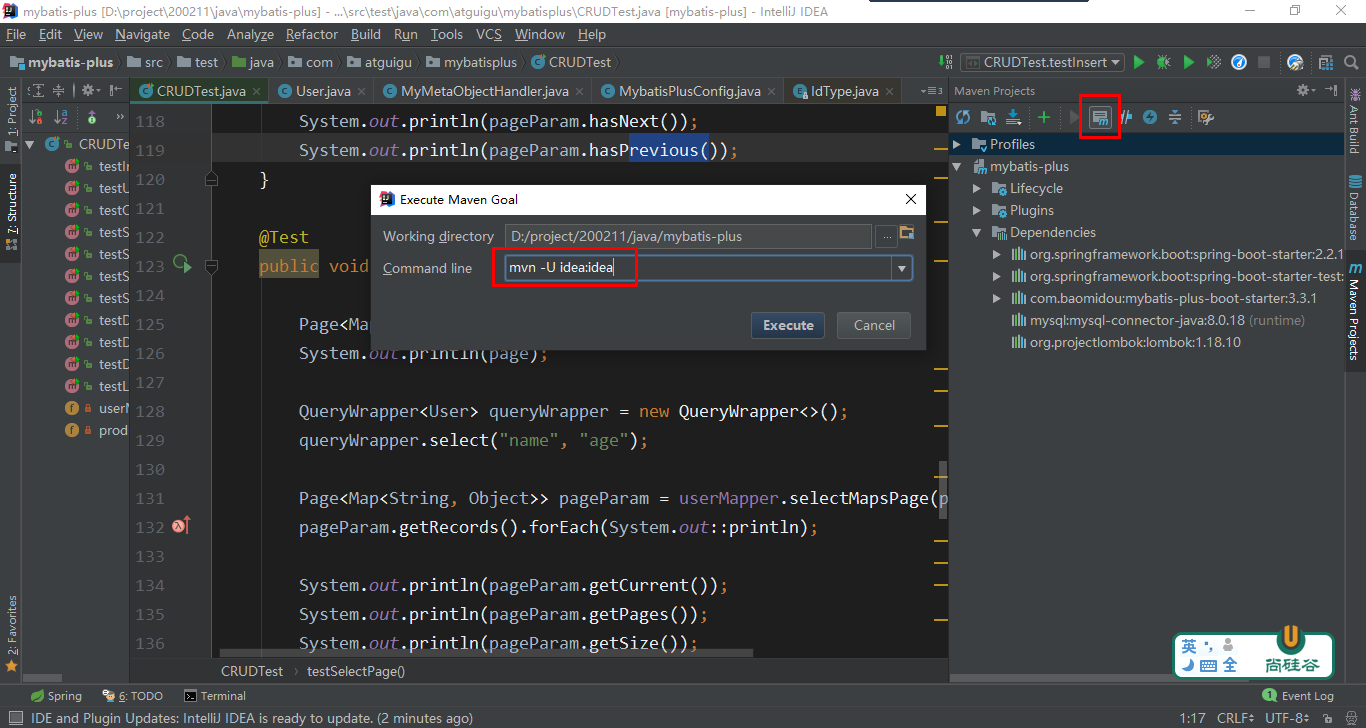 mybatis-plus [D:\project\200211\java\mybatis-plus] - ...\src\test\java\com\atguigu\mybatisplus\CRUDTest.java [mybatis-plus] - IntelliJ IDEA
File Edit View Navigate Code Analyze Refactor Build Run Tools VCS Window Help
mybatis-plus src test java com atguigu mybatisplus CRUDTest CRUDTest.testInsert
1: Project
Z: Structure
2: Favorites
CRUDTe
testIn
testU
testC
testS
testS
testS
testS
testD
testD
testD
testL
userM
prod
CRUDTest.java User.java MyMetaObjectHandler.java MybatisPlusConfig.java IdType.java
118 System.out.println(pageParam.hasNext());
119 System.out.println(pageParam.hasPrevious());
120 }
121
122 @Test
123 public void
124
125 Page<Ma
126 System.out.println(page);
127
128 QueryWrapper<User> queryWrapper = new QueryWrapper<>();
129 queryWrapper.select("name", "age");
130
131 Page<Map<String, Object>> pageParam = userMapper.selectMapsPage(p
132 pageParam.getRecords().forEach(System.out::println);
133
134 System.out.println(pageParam.getCurrent());
135 System.out.println(pageParam.getPages());
136 System.out.println(pageParam.getSize());
CRUDTest testSelectPage()
Execute Maven Goal
Working directory D:/project/200211/java/mybatis-plus ...
Command line mvn -U idea:idea
Execute Cancel
Maven Projects
Profiles
mybatis-plus
Lifecycle
Plugins
Dependencies
org.springframework.boot:spring-boot-starter:2.2.1
org.springframework.boot:spring-boot-starter-test:
com.baomidou:mybatis-plus-boot-starter:3.3.1
mysql:mysql-connector-java:8.0.18 (runtime)
org.projectlombok:lombok:1.18.10
Ant Build
Database
Maven Projects
英
全
尚硅谷
Spring 6: TODO Terminal Event Log
IDE and Plugin Updates: IntelliJ IDEA is ready to update. (2 minutes ago) 1:17 CRLF UTF-8